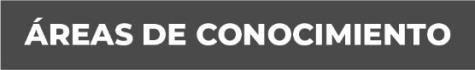 ÁREAS DE CONOCIMIENTO